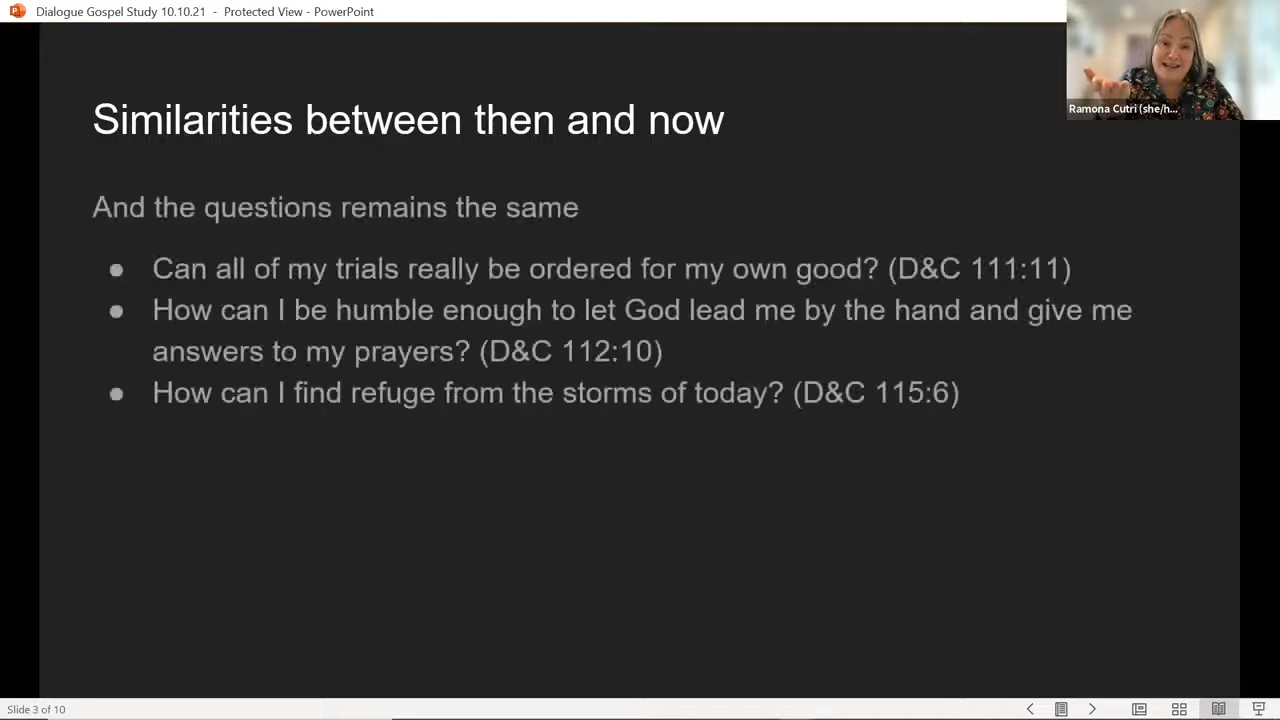 Dialogue Gospel Study 10.10.21 - Protected View - PowerPoint
Ramona Cutri (she/h...
Similarities between then and now
And the questions remains the same
● Can all of my trials really be ordered for my own good? (D&C 111:11)
● How can I be humble enough to let God lead me by the hand and give me
answers to my prayers? (D&C 112:10)
● How can I find refuge from the storms of today? (D&C 115:6)
Slide 3 of 10